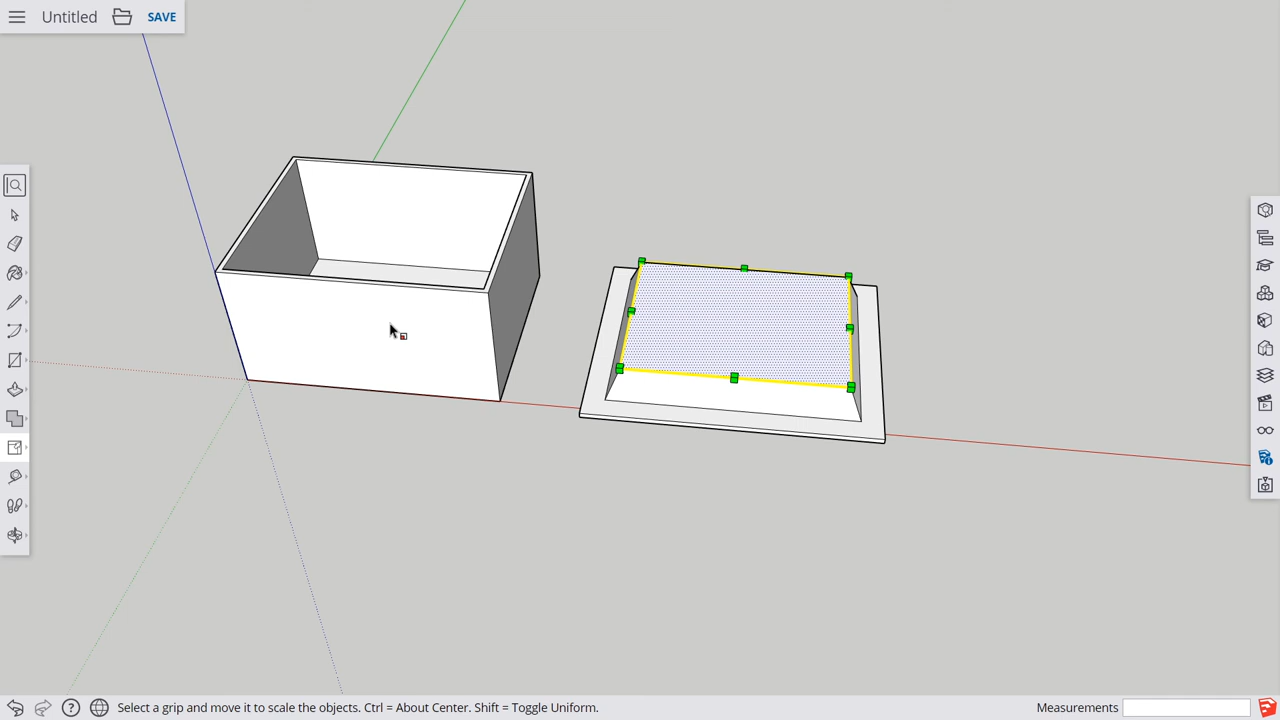 Untitled
SAVE
Select a grip and move it to scale the objects. Ctrl = About Center. Shift = Toggle Uniform.
Measurements